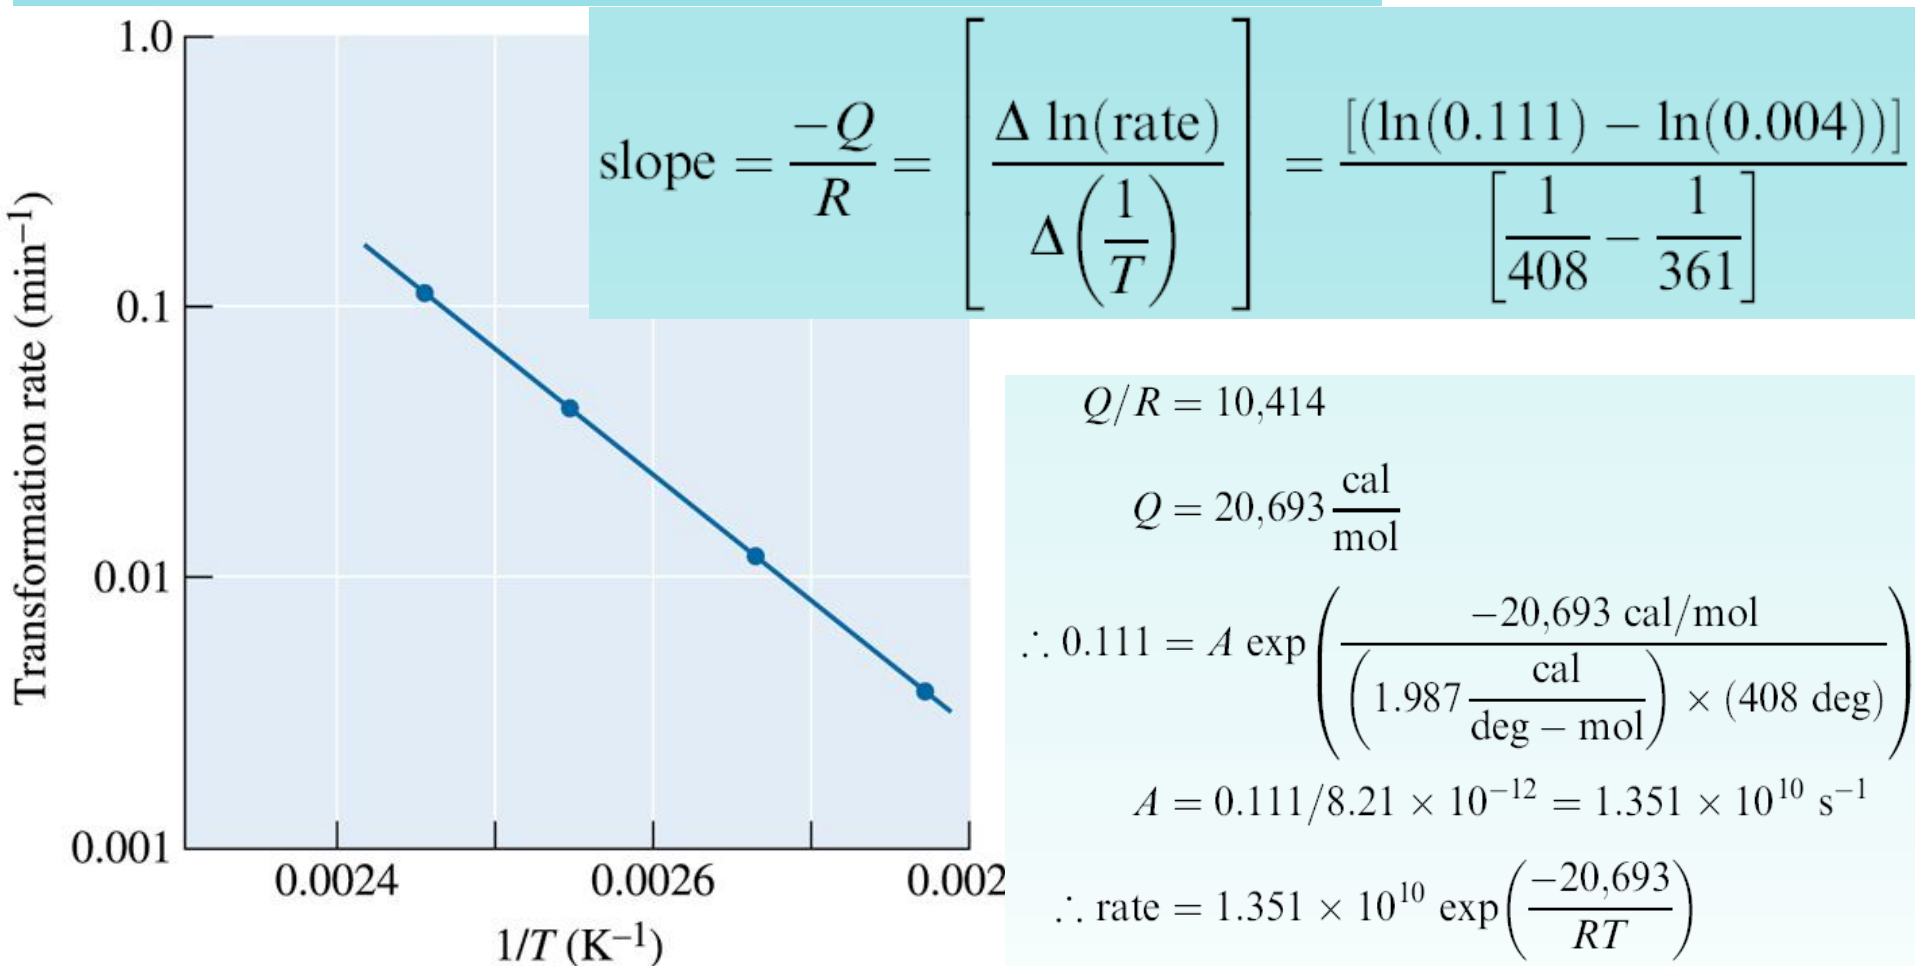 slope = −Q/R = [Δ ln(rate) / Δ(1/T)] = [(ln(0.111) − ln(0.004))] / [1/408 − 1/361]
1.0
0.1
0.01
0.001
Transformation rate (min⁻¹)
0.0024 0.0026 0.002
1/T (K⁻¹)
Q/R = 10,414
Q = 20,693 cal/mol
∴ 0.111 = A exp(−20,693 cal/mol / ((1.987 cal/deg − mol) × (408 deg)))
A = 0.111/8.21 × 10⁻¹² = 1.351 × 10¹⁰ s⁻¹
∴ rate = 1.351 × 10¹⁰ exp(−20,693/RT)